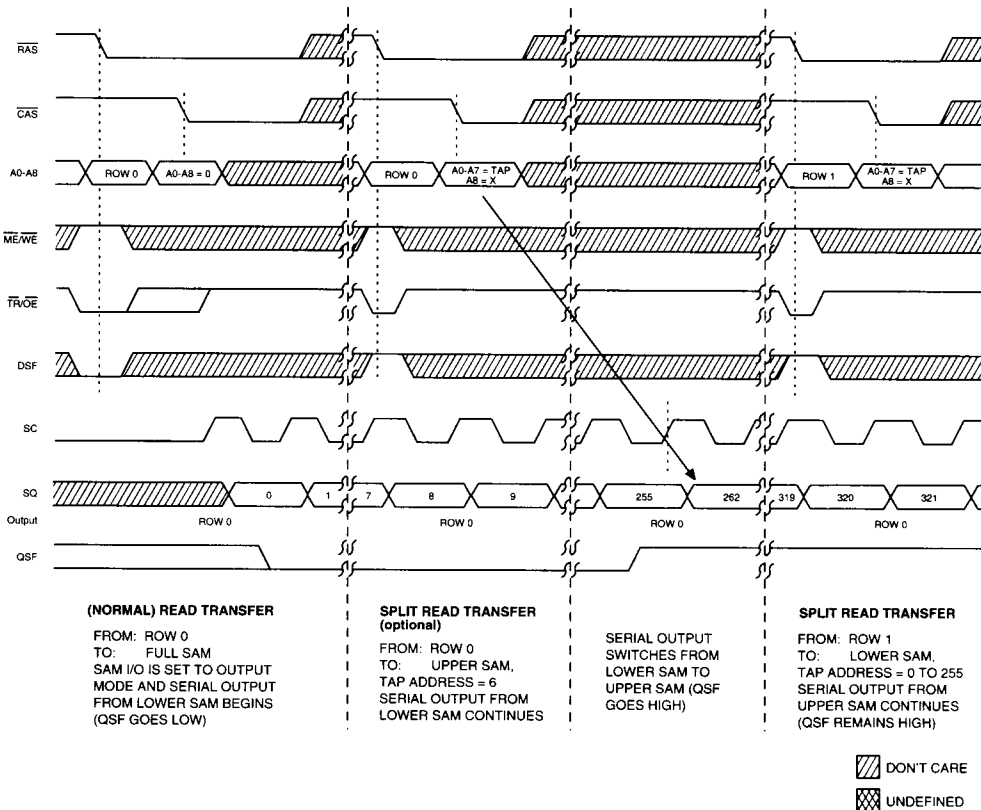 RAS
CAS
A0-A8 ROW 0 A0-A8 = 0 ROW 0 A0-A7 = TAP A8 = X ROW 1 A0-A7 = TAP A8 = X
ME/WE
TR/OE
DSF
SC
SQ 0 1 7 8 9 255 262 319 320 321
Output ROW 0 ROW 0 ROW 0 ROW 0
QSF
(NORMAL) READ TRANSFER
FROM: ROW 0
TO: FULL SAM
SAM I/O IS SET TO OUTPUT
MODE AND SERIAL OUTPUT
FROM LOWER SAM BEGINS
(QSF GOES LOW)
SPLIT READ TRANSFER
(optional)
FROM: ROW 0
TO: UPPER SAM,
TAP ADDRESS = 6
SERIAL OUTPUT FROM
LOWER SAM CONTINUES
SERIAL OUTPUT
SWITCHES FROM
LOWER SAM TO
UPPER SAM (QSF
GOES HIGH)
SPLIT READ TRANSFER
FROM: ROW 1
TO: LOWER SAM,
TAP ADDRESS = 0 TO 255
SERIAL OUTPUT FROM
UPPER SAM CONTINUES
(QSF REMAINS HIGH)
DON'T CARE
UNDEFINED